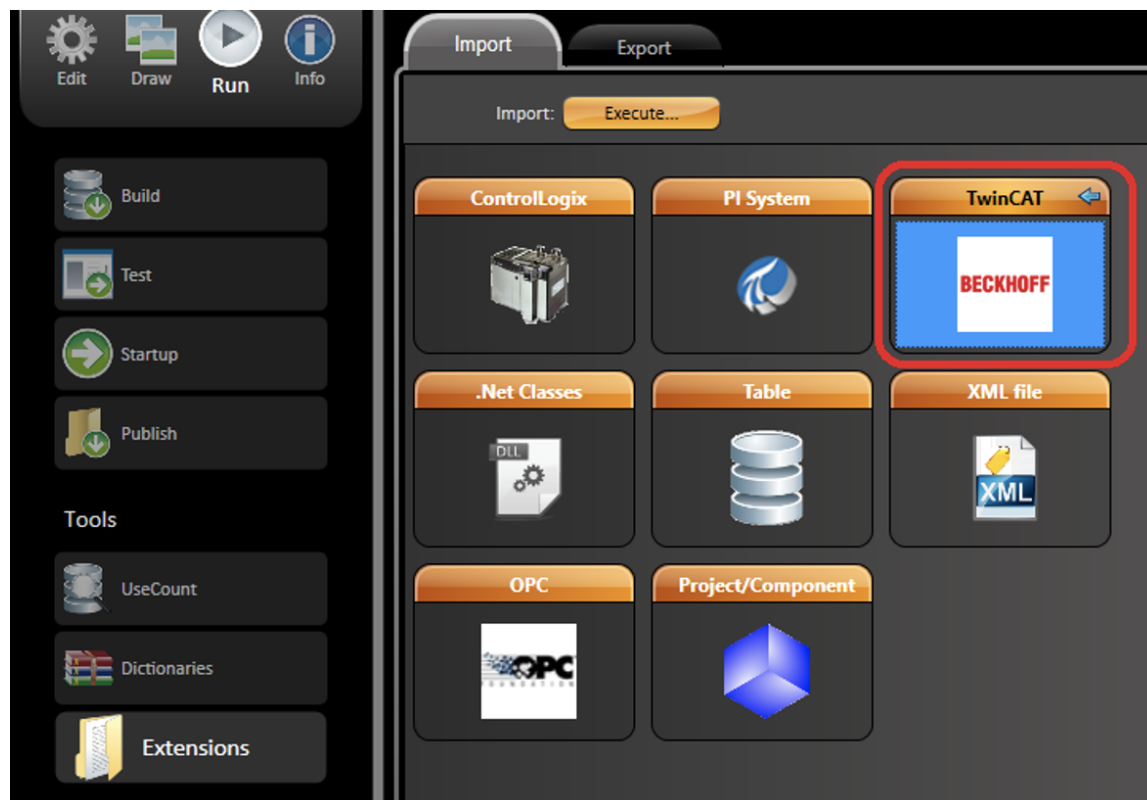 Edit
Draw
Run
Info
Build
Test
Startup
Publish
Tools
UseCount
Dictionaries
Extensions
Import
Export
Import:
Execute...
ControlLogix
PI System
TwinCAT
BECKHOFF
.Net Classes
Table
XML file
DLL
XML
OPC
Project/Component
OPC
FOUNDATION